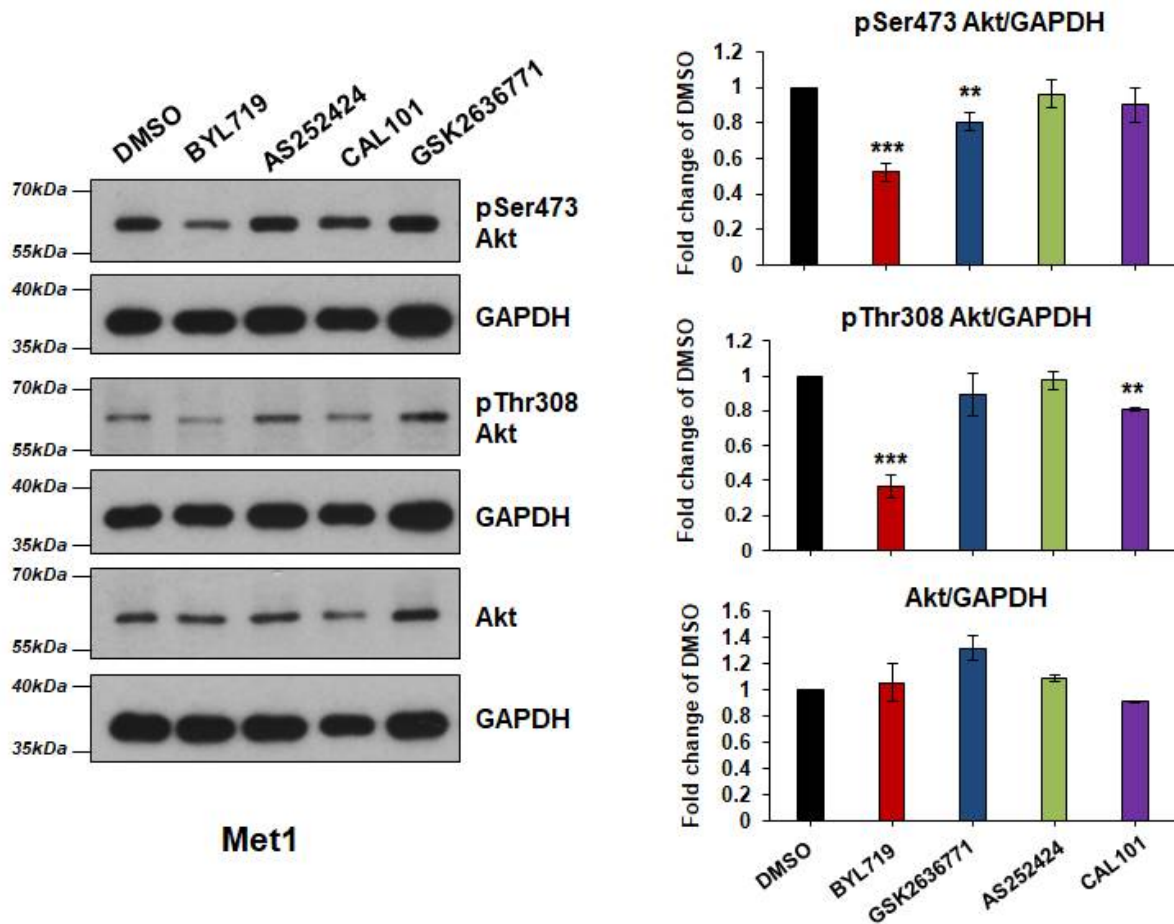 DMSO
BYL719
AS252424
CAL101
GSK2636771
70kDa
55kDa
pSer473
Akt
40kDa
35kDa
GAPDH
70kDa
55kDa
pThr308
Akt
40kDa
35kDa
GAPDH
70kDa
55kDa
Akt
40kDa
35kDa
GAPDH
Met1
pSer473 Akt/GAPDH
Fold change of DMSO
1.2
1
0.8
0.6
0.4
0.2
0
***
**
pThr308 Akt/GAPDH
Fold change of DMSO
1.2
1
0.8
0.6
0.4
0.2
0
***
**
Akt/GAPDH
Fold change of DMSO
1.6
1.4
1.2
1
0.8
0.6
0.4
0.2
0
DMSO
BYL719
GSK2636771
AS252424
CAL101